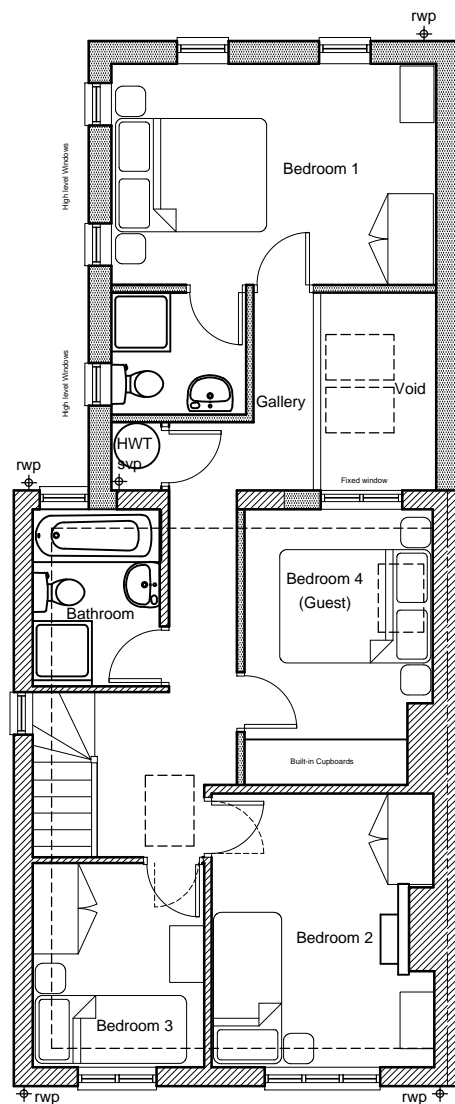 rwp
Bedroom 1
High level Windows
High level Windows
Gallery
Void
HWT
svp
rwp
Fixed window
Bedroom 4
(Guest)
Bathroom
Built-in Cupboards
Bedroom 2
Bedroom 3
rwp
rwp